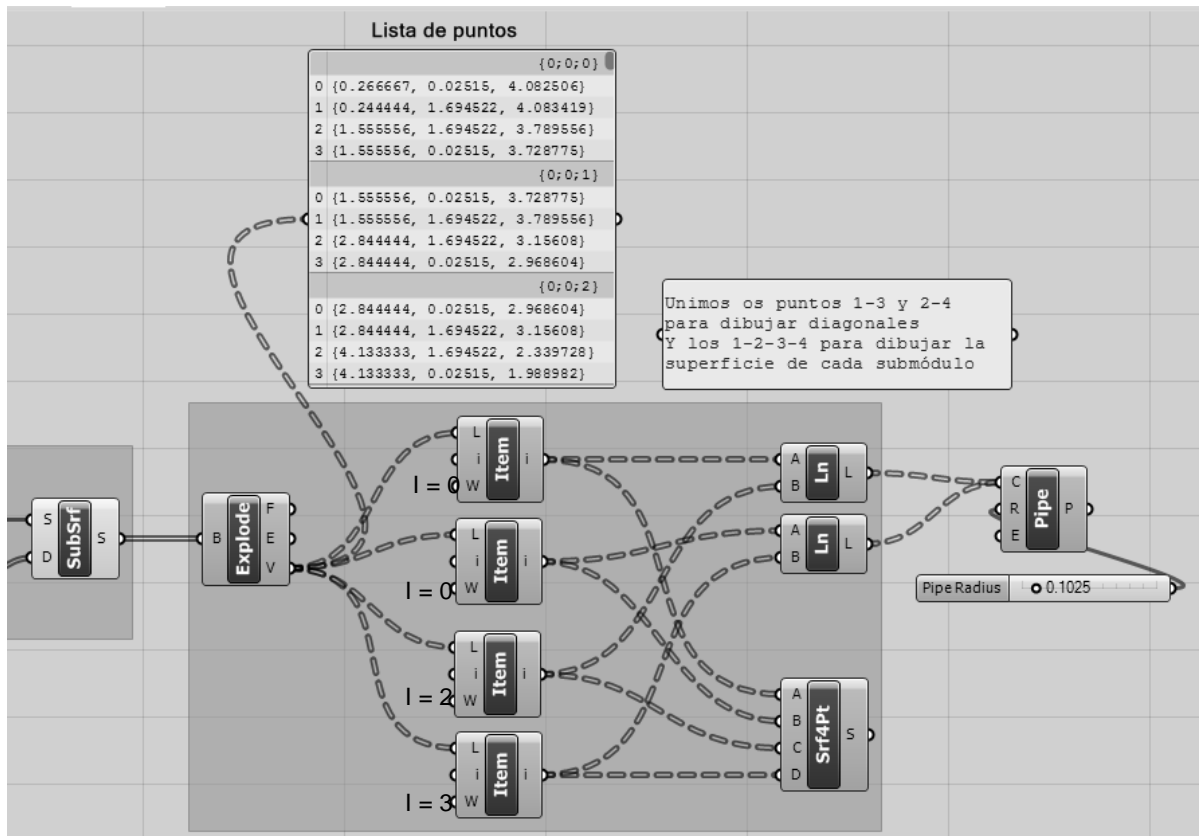 Lista de puntos
{0;0;0}
0 {0.266667, 0.02515, 4.082506}
1 {0.244444, 1.694522, 4.083419}
2 {1.555556, 1.694522, 3.789556}
3 {1.555556, 0.02515, 3.728775}
{0;0;1}
0 {1.555556, 0.02515, 3.728775}
1 {1.555556, 1.694522, 3.789556}
2 {2.844444, 1.694522, 3.15608}
3 {2.844444, 0.02515, 2.968604}
{0;0;2}
0 {2.844444, 0.02515, 2.968604}
1 {2.844444, 1.694522, 3.15608}
2 {4.133333, 1.694522, 2.339728}
3 {4.133333, 0.02515, 1.988982}
Unimos os puntos 1-3 y 2-4
para dibujar diagonales
Y los 1-2-3-4 para dibujar la
superficie de cada submódulo
S
D
SubSrf
S
B
Explode
F
E
V
L
i
W
Item
i
I = 0
L
i
W
Item
i
I = 0
L
i
W
Item
i
I = 2
L
i
W
Item
i
I = 3
A
B
Ln
L
A
B
Ln
L
A
B
C
D
Srf4Pt
S
C
R
E
Pipe
P
Pipe Radius
0.1025